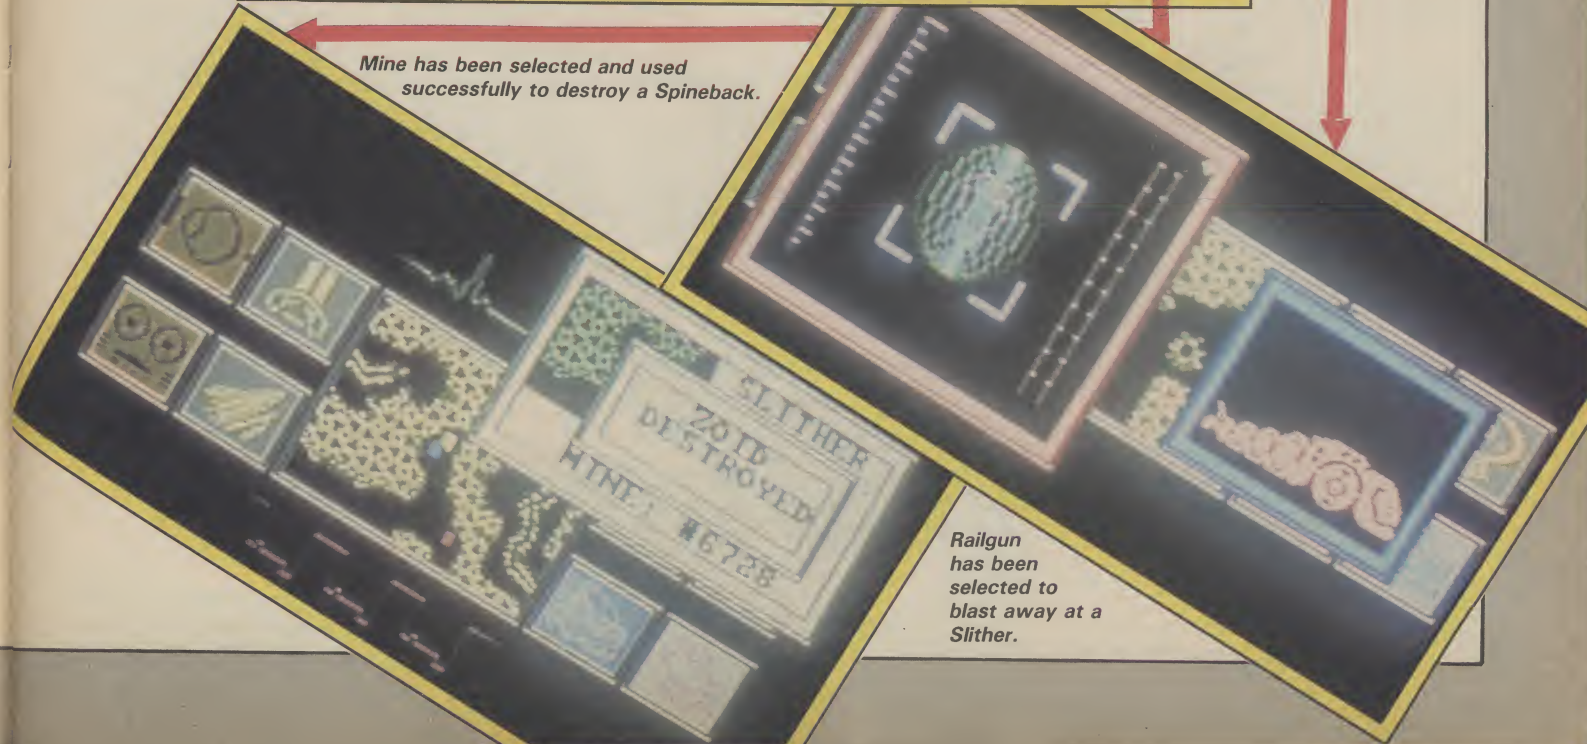 Mine has been selected and used
successfully to destroy a Spineback.
SLITHER
ZOID
DESTROYED
MINE: #6728
Railgun
has been
selected to
blast away at a
Slither.